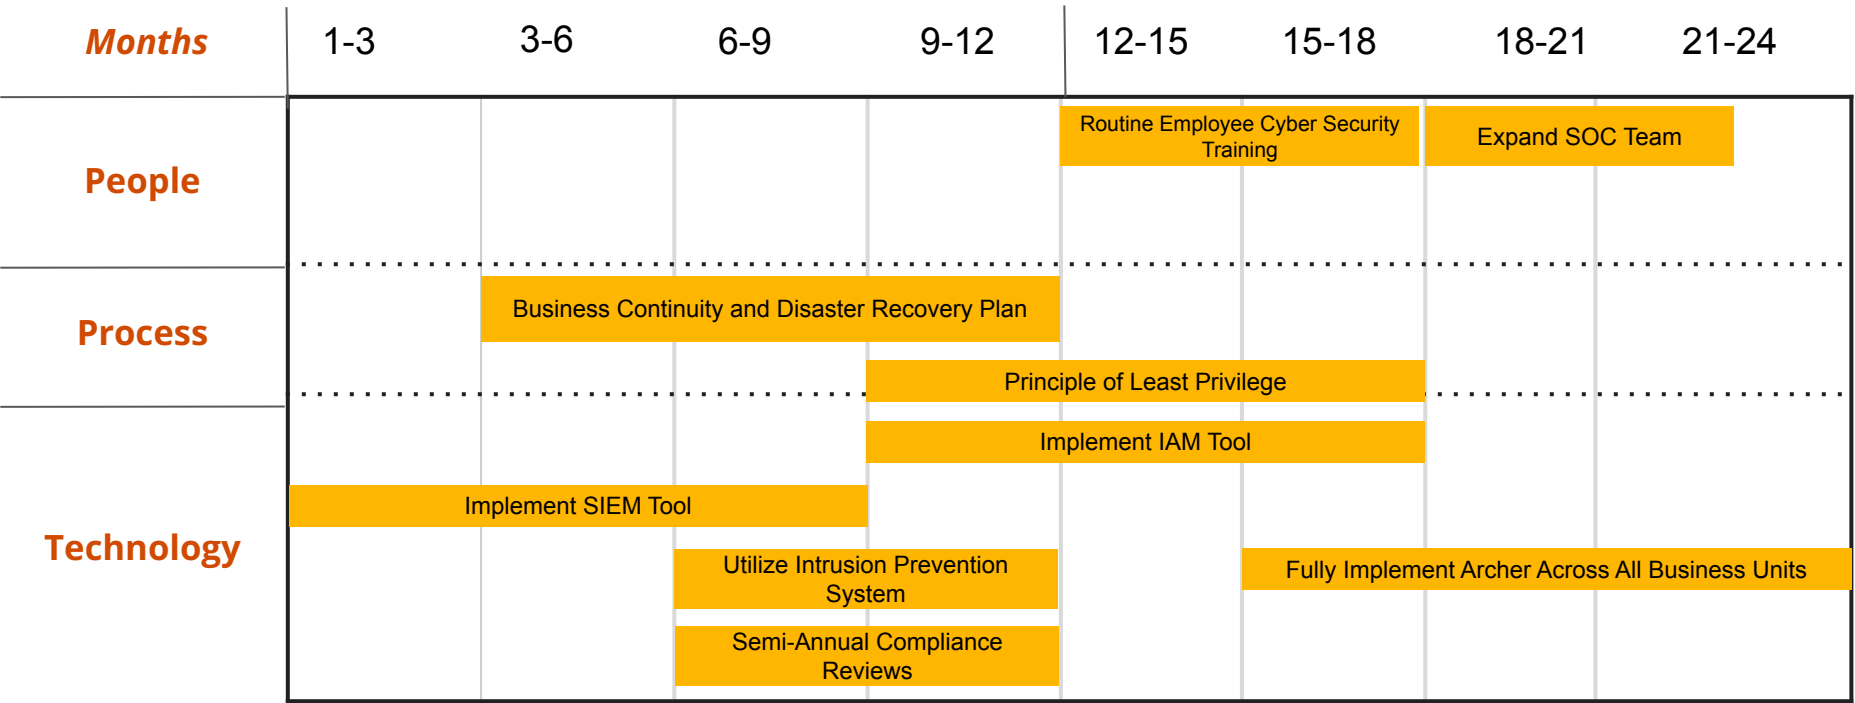 Months 1-3 3-6 6-9 9-12 12-15 15-18 18-21 21-24
People
Routine Employee Cyber Security
Training
Expand SOC Team
Process
Business Continuity and Disaster Recovery Plan
Principle of Least Privilege
Technology
Implement IAM Tool
Implement SIEM Tool
Utilize Intrusion Prevention
System
Fully Implement Archer Across All Business Units
Semi-Annual Compliance
Reviews